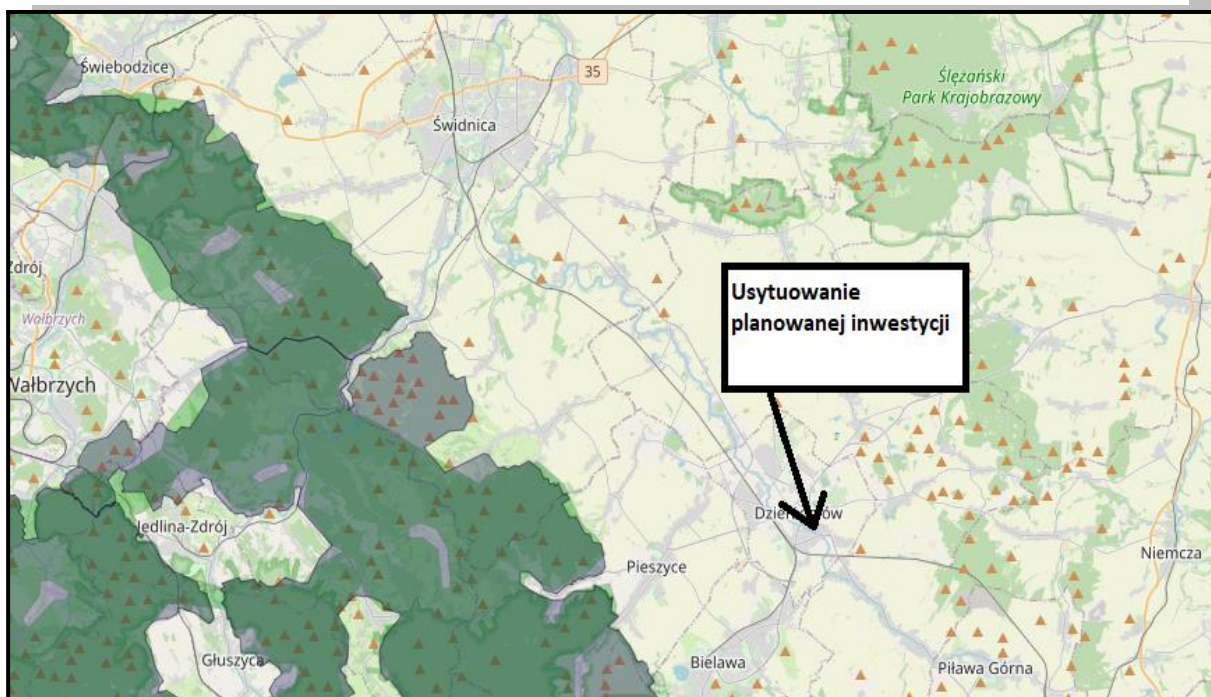 Świebodzice
35
Ślężański
Park Krajobrazowy
Świdnica
Zdrój
Wałbrzych
Usytuowanie
planowanej inwestycji
Wałbrzych
Jedlina-Zdrój
Pieszyce
Niemcza
Głuszyca
Bielawa
Piława Górna